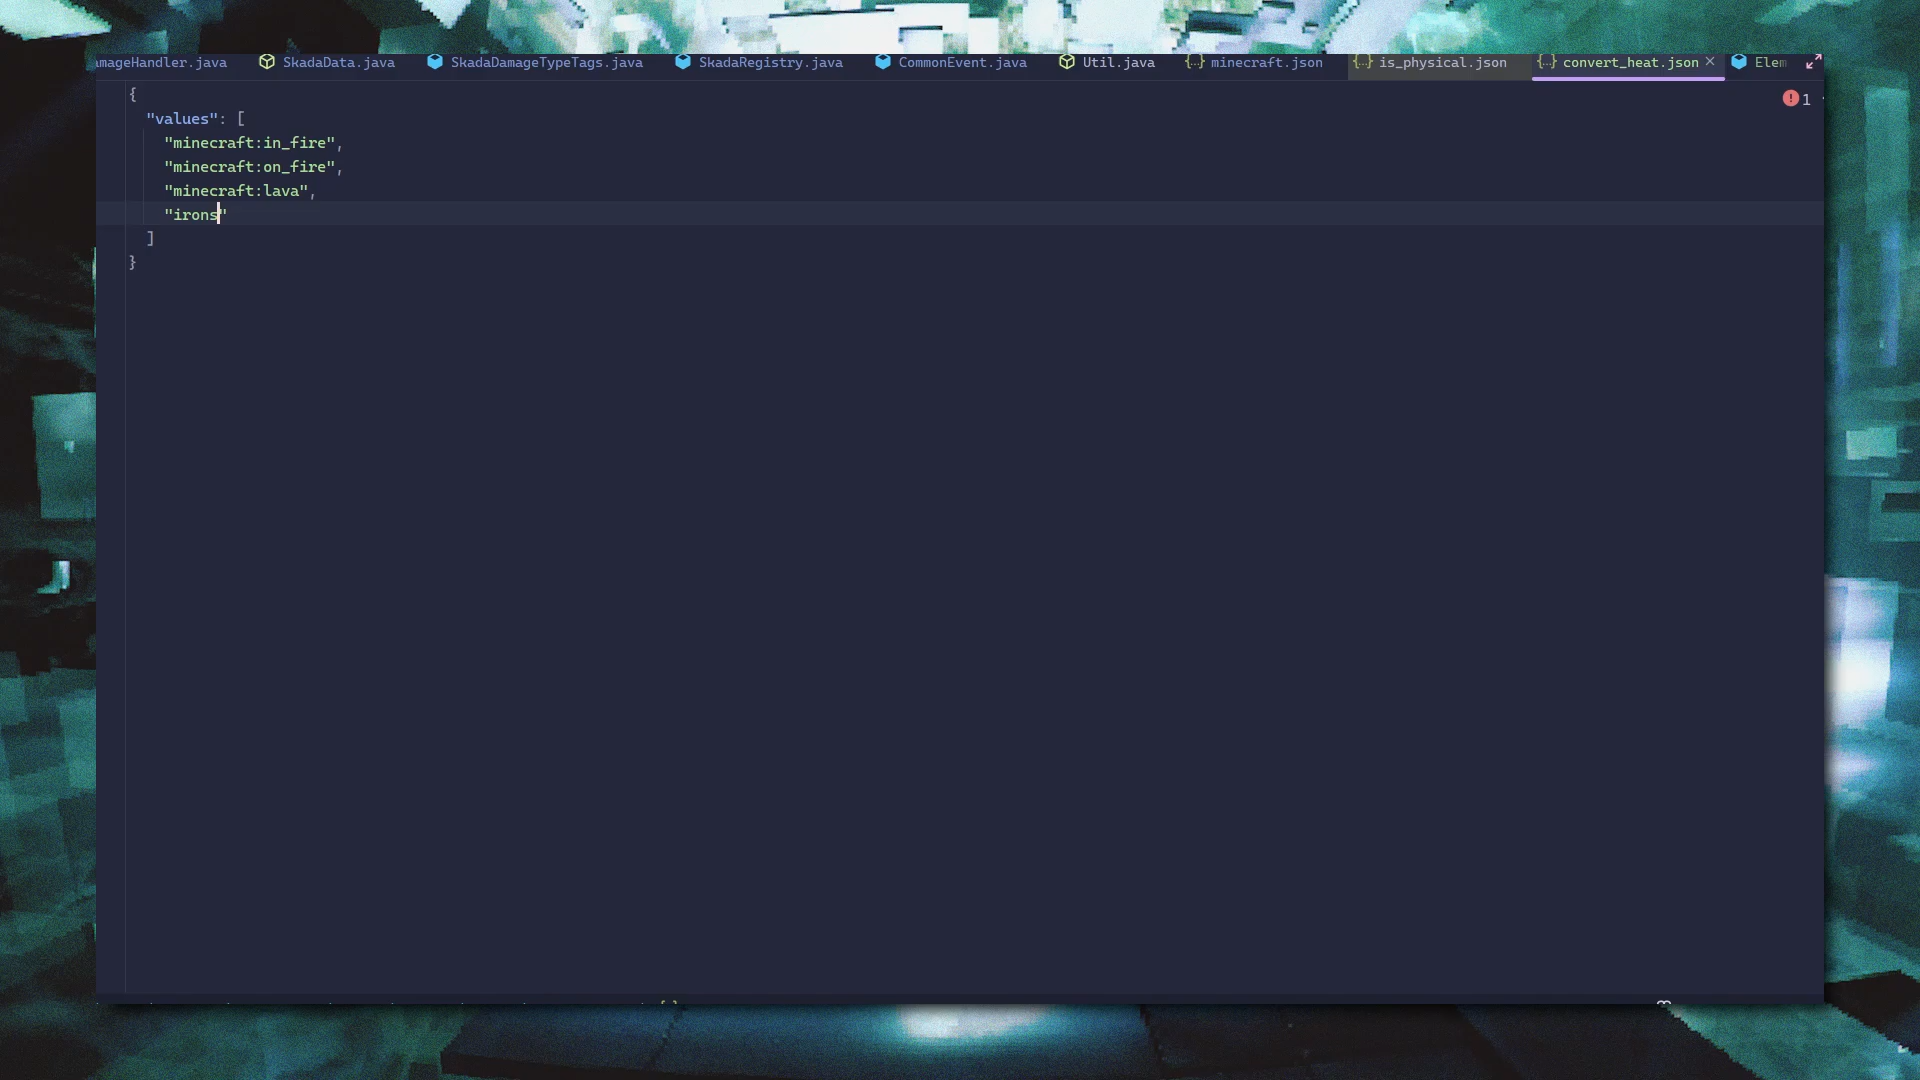 mageHandler.java SkadaData.java SkadaDamageTypeTags.java SkadaRegistry.java CommonEvent.java Util.java minecraft.json is_physical.json convert_heat.json Elem
{
1
"values": [
"minecraft:in_fire",
"minecraft:on_fire",
"minecraft:lava",
"irons"
]
}